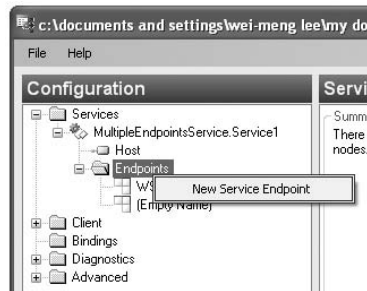 c:\documents and settings\wei-meng lee\my do
File Help
Configuration
Servi
Services
Summ
MultipleEndpointsService.Service1
There
Host
nodes.
Endpoints
WS
New Service Endpoint
(Empty Name)
Client
Bindings
Diagnostics
Advanced